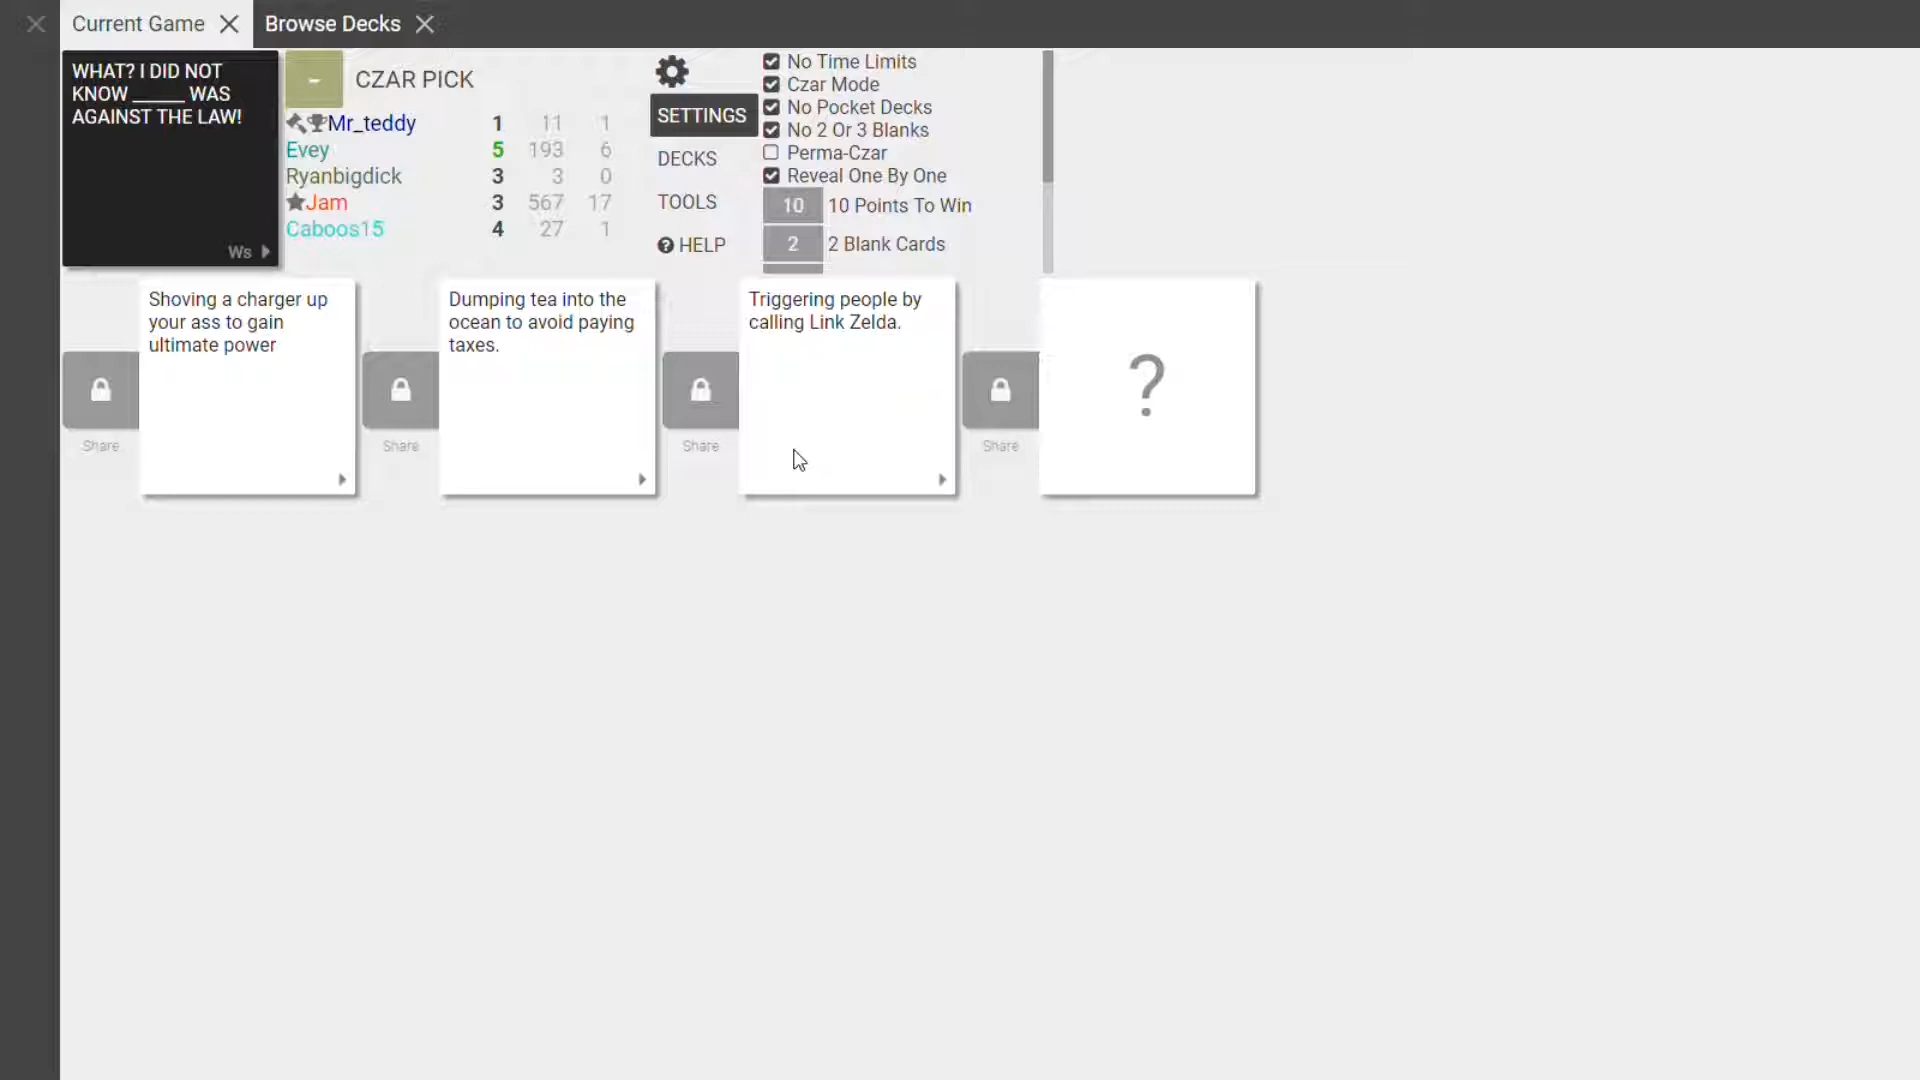 Current Game
Browse Decks
WHAT? I DID NOT
KNOW _____ WAS
AGAINST THE LAW!
Ws
-
CZAR PICK
Mr_teddy 1 11 1
Evey 5 193 6
Ryanbigdick 3 3 0
Jam 3 567 17
Caboos15 4 27 1
SETTINGS
DECKS
TOOLS
HELP
No Time Limits
Czar Mode
No Pocket Decks
No 2 Or 3 Blanks
Perma-Czar
Reveal One By One
10 10 Points To Win
2 2 Blank Cards
Share
Shoving a charger up
your ass to gain
ultimate power
Share
Dumping tea into the
ocean to avoid paying
taxes.
Share
Triggering people by
calling Link Zelda.
Share
?